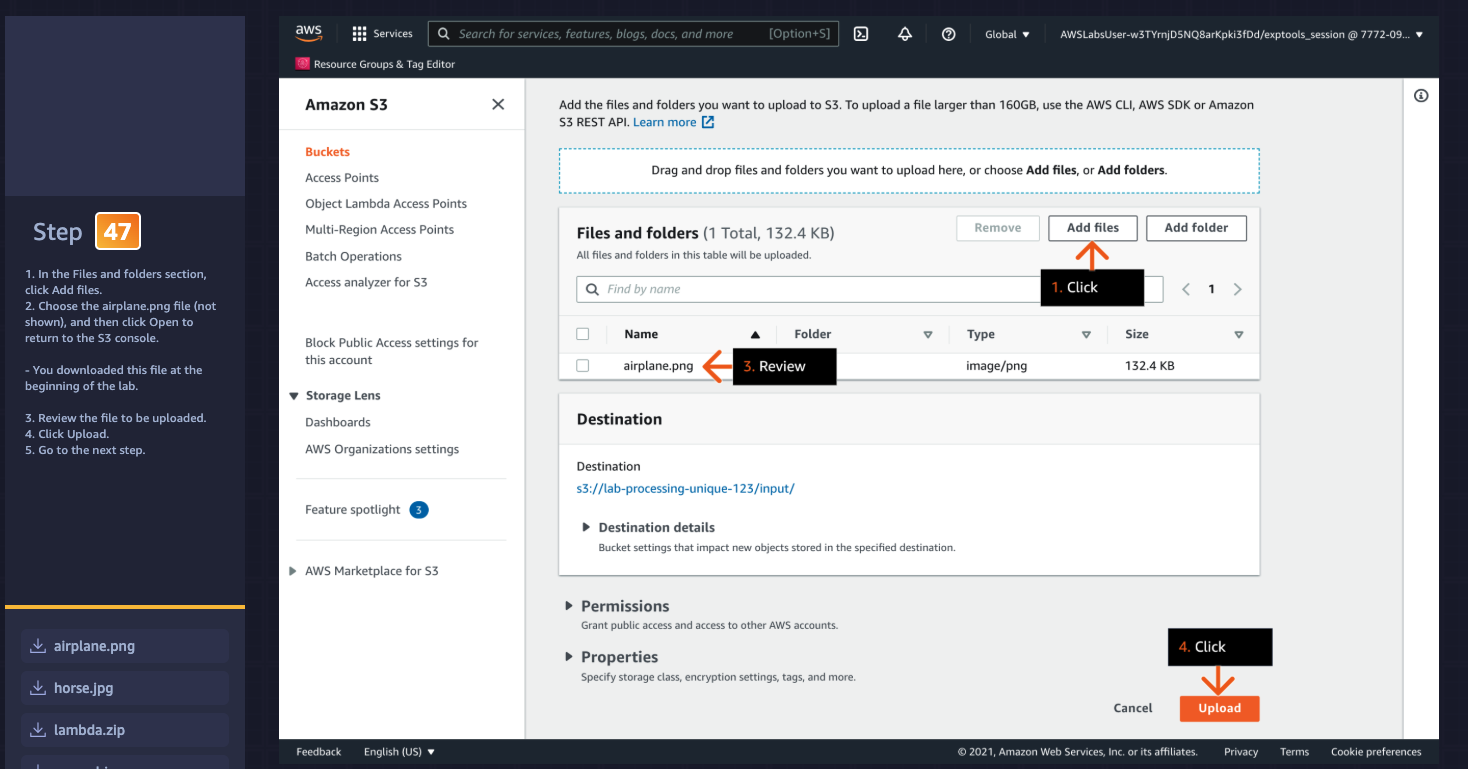 Step 47
1. In the Files and folders section,
click Add files.
2. Choose the airplane.png file (not
shown), and then click Open to
return to the S3 console.
- You downloaded this file at the
beginning of the lab.
3. Review the file to be uploaded.
4. Click Upload.
5. Go to the next step.
airplane.png
horse.jpg
lambda.zip
aws
Services
Search for services, features, blogs, docs, and more [Option+S]
Global
AWSLabsUser-w3TYrnjD5NQ8arKpki3fDd/exptools_session @ 7772-09...
Resource Groups & Tag Editor
Amazon S3
Buckets
Access Points
Object Lambda Access Points
Multi-Region Access Points
Batch Operations
Access analyzer for S3
Block Public Access settings for
this account
Storage Lens
Dashboards
AWS Organizations settings
Feature spotlight 3
AWS Marketplace for S3
Add the files and folders you want to upload to S3. To upload a file larger than 160GB, use the AWS CLI, AWS SDK or Amazon
S3 REST API. Learn more
Drag and drop files and folders you want to upload here, or choose Add files, or Add folders.
Files and folders (1 Total, 132.4 KB)
All files and folders in this table will be uploaded.
Remove
Add files
Add folder
1. Click
Find by name
1
Name Folder Type Size
airplane.png image/png 132.4 KB
3. Review
Destination
Destination
s3://lab-processing-unique-123/input/
Destination details
Bucket settings that impact new objects stored in the specified destination.
Permissions
Grant public access and access to other AWS accounts.
Properties
Specify storage class, encryption settings, tags, and more.
4. Click
Cancel
Upload
Feedback English (US)
© 2021, Amazon Web Services, Inc. or its affiliates. Privacy Terms Cookie preferences